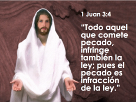 1 Juan 3:4
"Todo aquel
que comete
pecado,
infringe
también la
ley; pues el
pecado es
infracción
de la ley."